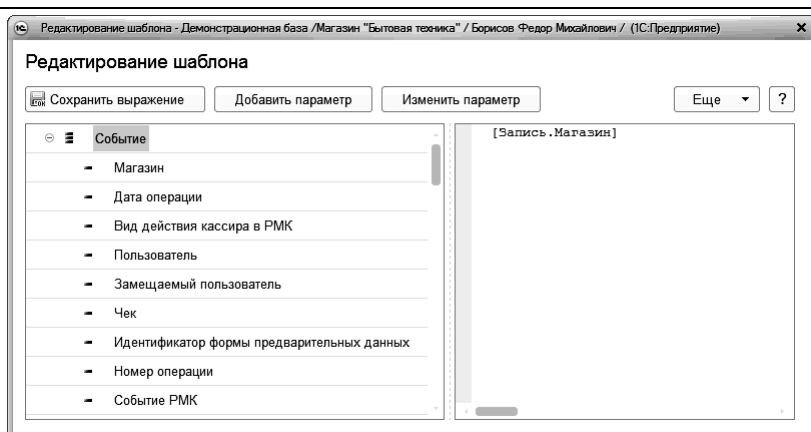 1С Редактирование шаблона - Демонстрационная база /Магазин "Бытовая техника" / Борисов Федор Михайлович / (1С:Предприятие) x
Редактирование шаблона
Сохранить выражение Добавить параметр Изменить параметр Еще ?
Событие [Запись.Магазин]
Магазин
Дата операции
Вид действия кассира в РМК
Пользователь
Замещаемый пользователь
Чек
Идентификатор формы предварительных данных
Номер операции
Событие РМК